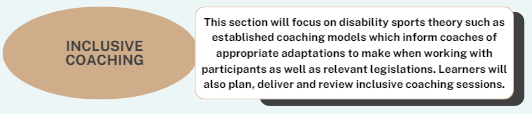 INCLUSIVE
COACHING
This section will focus on disability sports theory such as
established coaching models which inform coaches of
appropriate adaptations to make when working with
participants as well as relevant legislations. Learners will
also plan, deliver and review inclusive coaching sessions.